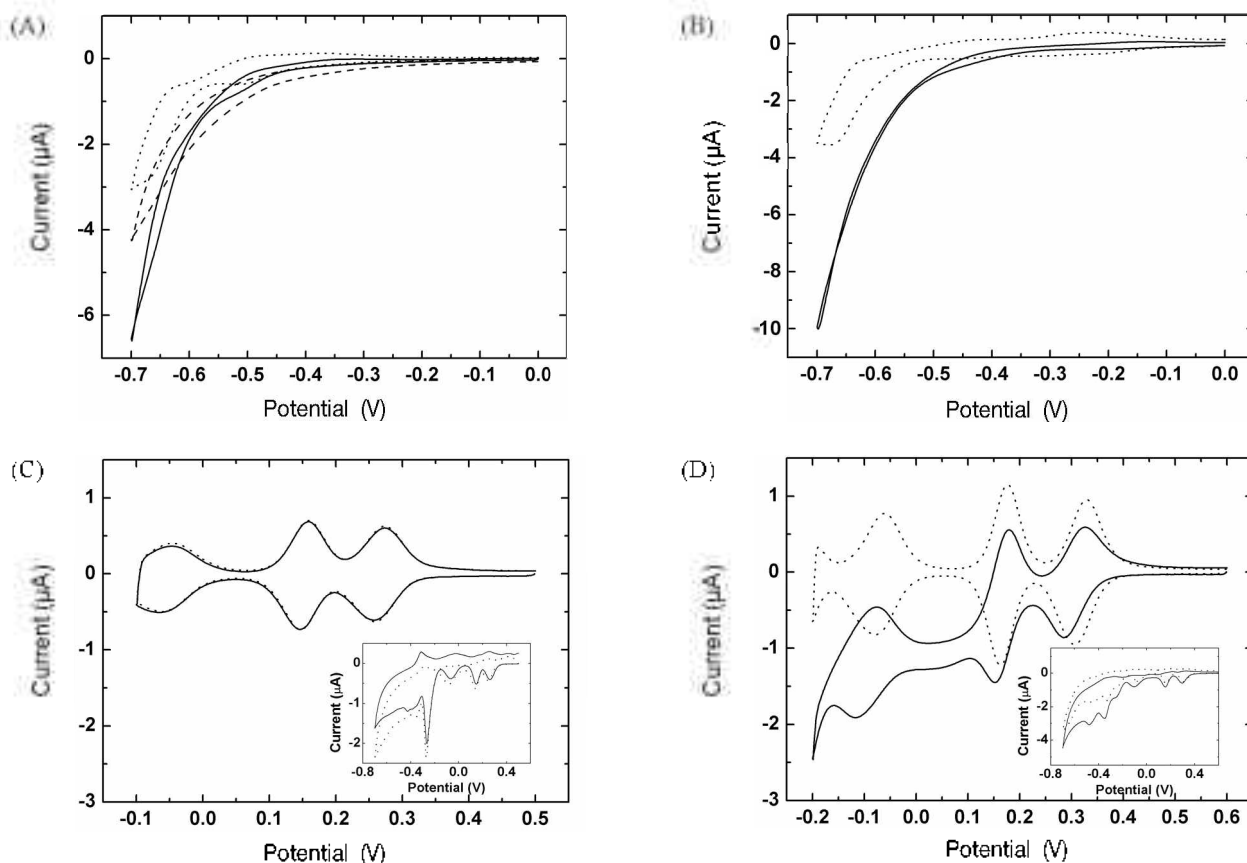 (A)
0
-2
-4
-6
Current (µA)
-0.7 -0.6 -0.5 -0.4 -0.3 -0.2 -0.1 0.0
Potential (V)
(B)
0
-2
-4
-6
-8
-10
Current (µA)
-0.7 -0.6 -0.5 -0.4 -0.3 -0.2 -0.1 0.0
Potential (V)
(C)
1
0
-1
-2
-3
Current (µA)
-0.1 0.0 0.1 0.2 0.3 0.4 0.5
Potential (V)
0
-1
-2
Current (µA)
-0.8 -0.4 0.0 0.4
Potential (V)
(D)
1
0
-1
-2
-3
Current (µA)
-0.2 -0.1 0.0 0.1 0.2 0.3 0.4 0.5 0.6
Potential (V)
0
-2
-4
Current (µA)
-0.8 -0.4 0.0 0.4
Potential (V)